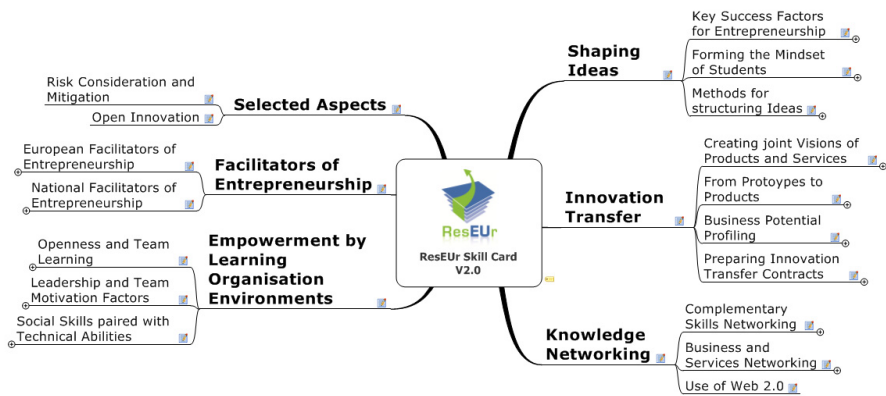 Key Success Factors
for Entrepreneurship
Shaping
Ideas
Forming the Mindset
of Students
Methods for
structuring Ideas
Risk Consideration and
Mitigation
Selected Aspects
Open Innovation
European Facilitators of
Entrepreneurship
Facilitators of
Entrepreneurship
National Facilitators of
Entrepreneurship
Openness and Team
Learning
Empowerment by
Learning
Organisation
Environments
Leadership and Team
Motivation Factors
Social Skills paired with
Technical Abilities
ResEUr
ResEUr Skill Card
V2.0
Creating joint Visions of
Products and Services
Innovation
Transfer
From Protoypes to
Products
Business Potential
Profiling
Preparing Innovation
Transfer Contracts
Knowledge
Networking
Complementary
Skills Networking
Business and
Services Networking
Use of Web 2.0